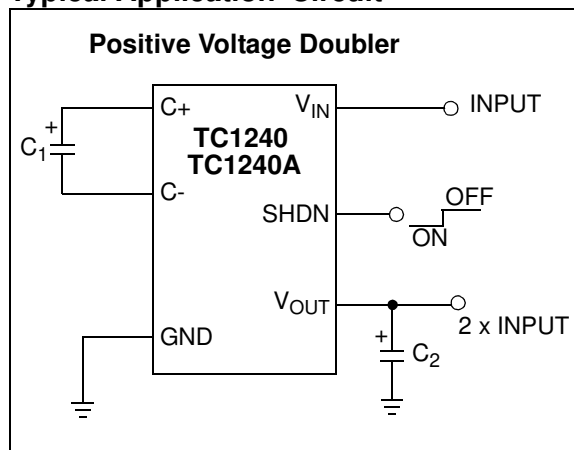 Typical Application Circuit
Positive Voltage Doubler
C+
VIN
INPUT
+
C1
TC1240
TC1240A
C-
SHDN
OFF
ON
VOUT
2 x INPUT
GND
+
C2